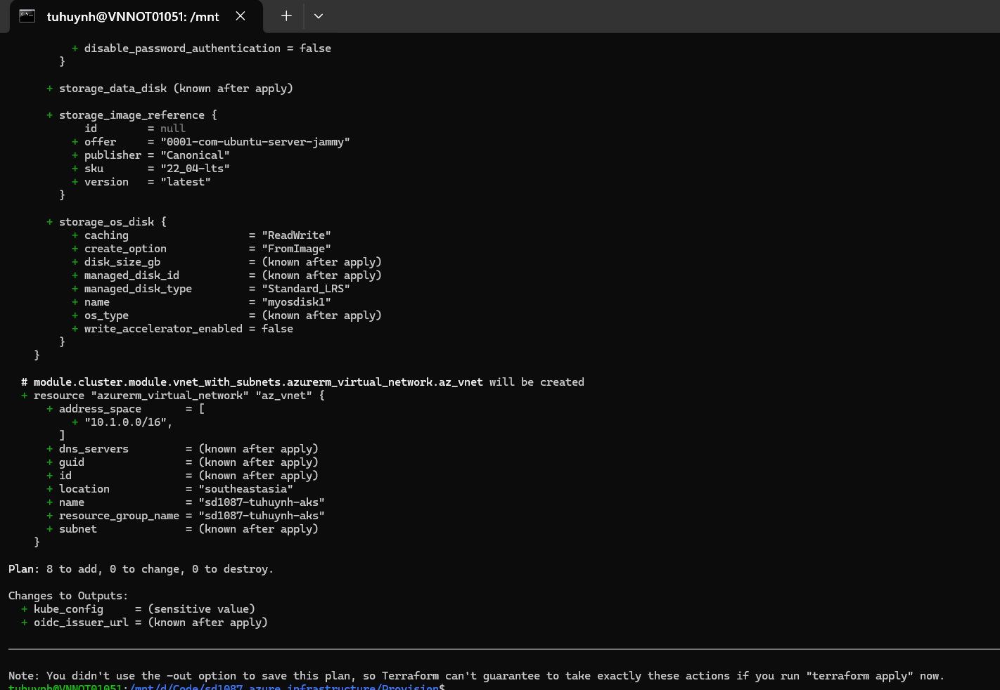 tuhuynh@VNNOT01051: /mnt
+ disable_password_authentication = false
}
+ storage_data_disk (known after apply)
+ storage_image_reference {
id = null
+ offer = "0001-com-ubuntu-server-jammy"
+ publisher = "Canonical"
+ sku = "22_04-lts"
+ version = "latest"
}
+ storage_os_disk {
+ caching = "ReadWrite"
+ create_option = "FromImage"
+ disk_size_gb = (known after apply)
+ managed_disk_id = (known after apply)
+ managed_disk_type = "Standard_LRS"
+ name = "myosdisk1"
+ os_type = (known after apply)
+ write_accelerator_enabled = false
}
}
# module.cluster.module.vnet_with_subnets.azurerm_virtual_network.az_vnet will be created
+ resource "azurerm_virtual_network" "az_vnet" {
+ address_space = [
+ "10.1.0.0/16",
]
+ dns_servers = (known after apply)
+ guid = (known after apply)
+ id = (known after apply)
+ location = "southeastasia"
+ name = "sd1087-tuhuynh-aks"
+ resource_group_name = "sd1087-tuhuynh-aks"
+ subnet = (known after apply)
}
Plan: 8 to add, 0 to change, 0 to destroy.
Changes to Outputs:
+ kube_config = (sensitive value)
+ oidc_issuer_url = (known after apply)
Note: You didn't use the -out option to save this plan, so Terraform can't guarantee to take exactly these actions if you run "terraform apply" now.
tuhuynh@VNNOT01051:/mnt/d/Code/sd1087_azure_infrastructure/Provision$